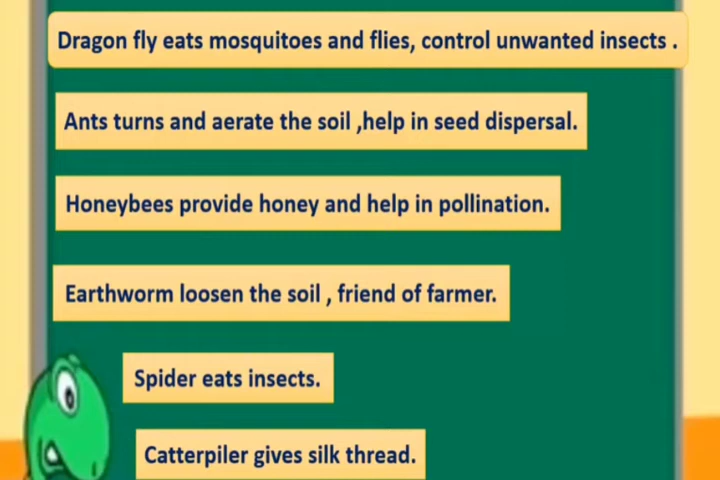 Dragon fly eats mosquitoes and flies, control unwanted insects .
Ants turns and aerate the soil ,help in seed dispersal.
Honeybees provide honey and help in pollination.
Earthworm loosen the soil , friend of farmer.
Spider eats insects.
Catterpiler gives silk thread.